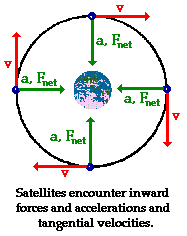 v
v
a, Fnet
a, Fnet
a, Fnet
a, Fnet
v
v
Satellites encounter inward
forces and accelerations and
tangential velocities.